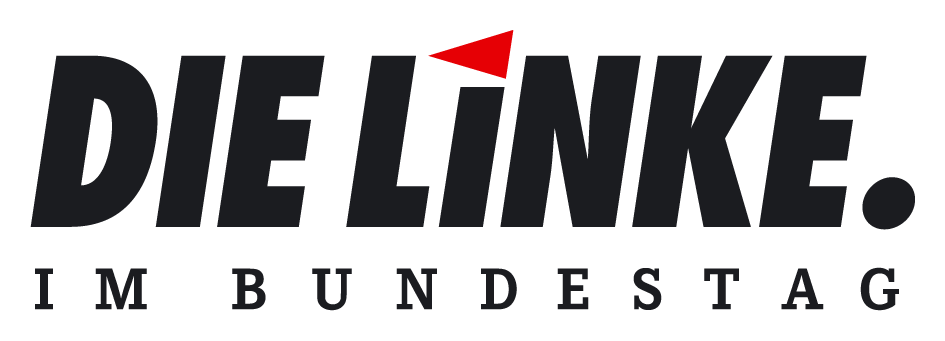 DIE LiNKE.
IM BUNDESTAG